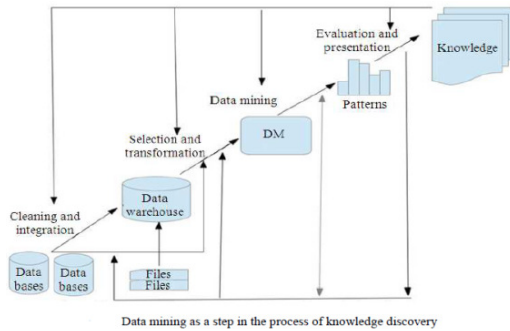 Evaluation and
presentation
Knowledge
Data mining
Patterns
Selection and
transformation
DM
Cleaning and
integration
Data
warehouse
Data
bases
Data
bases
Files
Files
Data mining as a step in the process of knowledge discovery